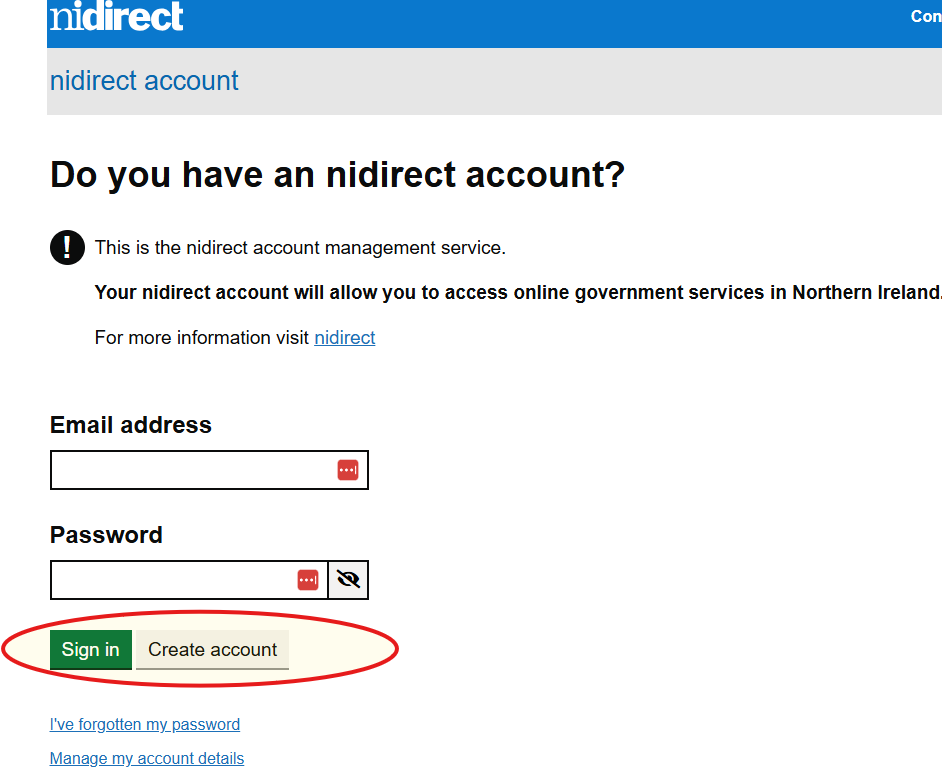 nidirect
Con
nidirect account
Do you have an nidirect account?
This is the nidirect account management service.
Your nidirect account will allow you to access online government services in Northern Ireland.
For more information visit nidirect
Email address
Password
Sign in
Create account
I've forgotten my password
Manage my account details